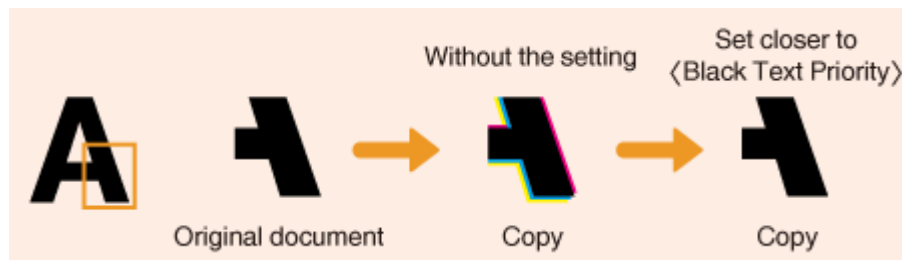 A
Original document
Without the setting
Copy
Set closer to
〈Black Text Priority〉
Copy